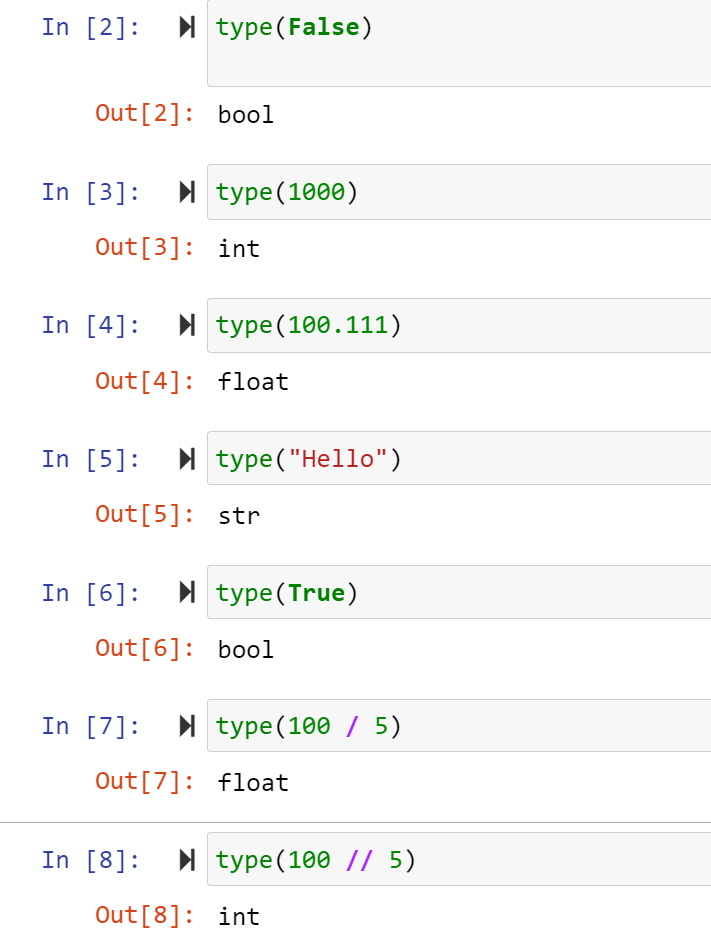 In [2]: type(False)
Out[2]: bool
In [3]: type(1000)
Out[3]: int
In [4]: type(100.111)
Out[4]: float
In [5]: type("Hello")
Out[5]: str
In [6]: type(True)
Out[6]: bool
In [7]: type(100 / 5)
Out[7]: float
In [8]: type(100 // 5)
Out[8]: int